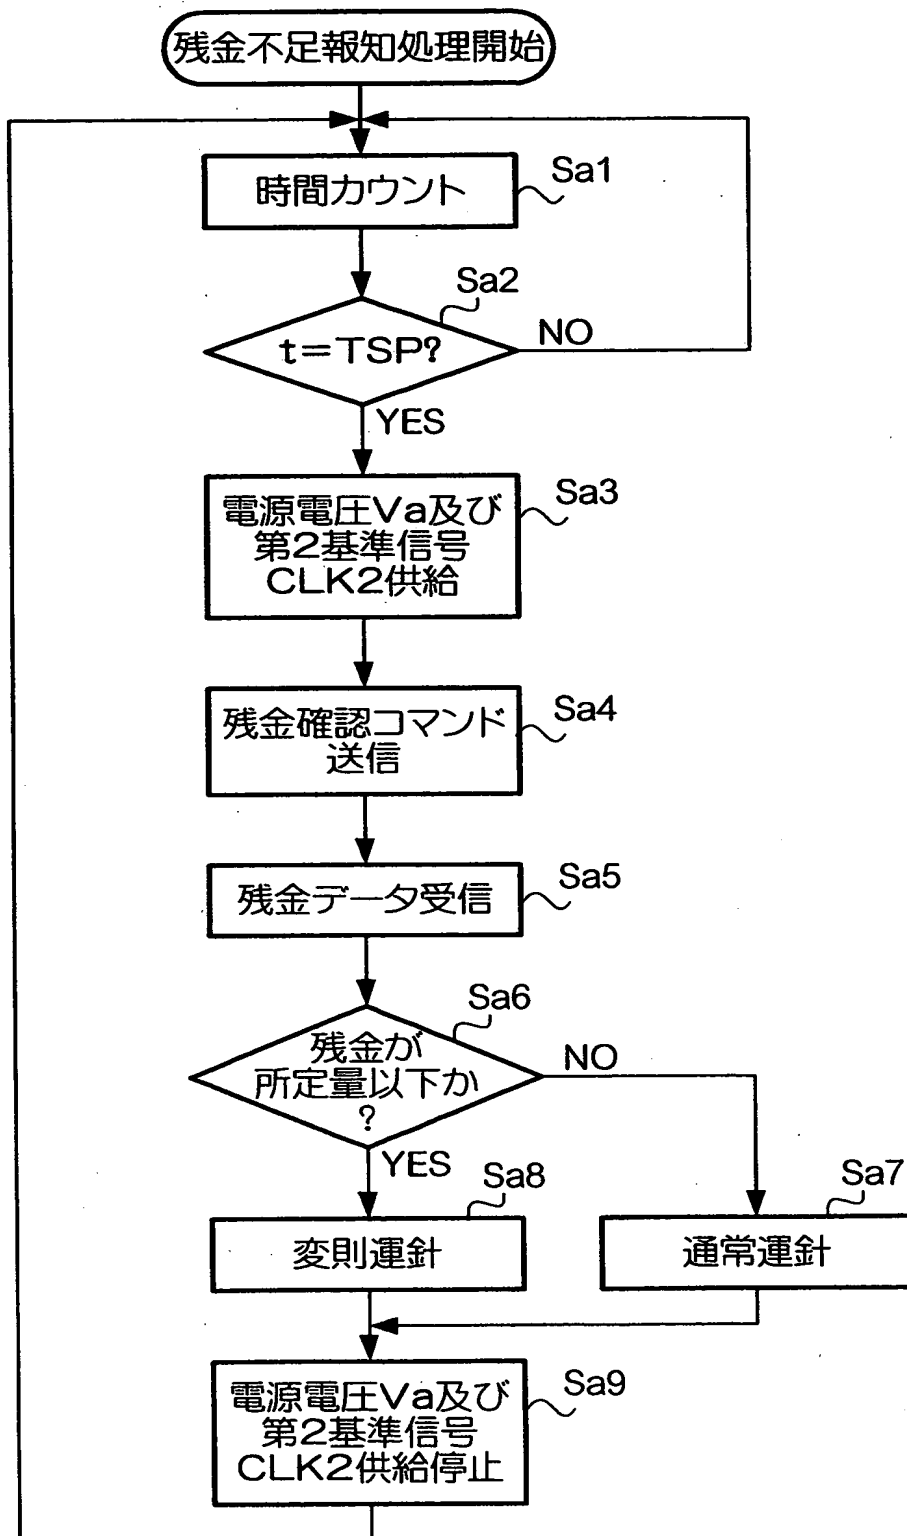 残金不足報知処理開始
時間カウント
Sa1
Sa2
t=TSP?
NO
YES
電源電圧Va及び
第2基準信号
CLK2供給
Sa3
残金確認コマンド
送信
Sa4
残金データ受信
Sa5
Sa6
残金が
所定量以下か
?
NO
YES
Sa8
変則運針
Sa7
通常運針
電源電圧Va及び
第2基準信号
CLK2供給停止
Sa9